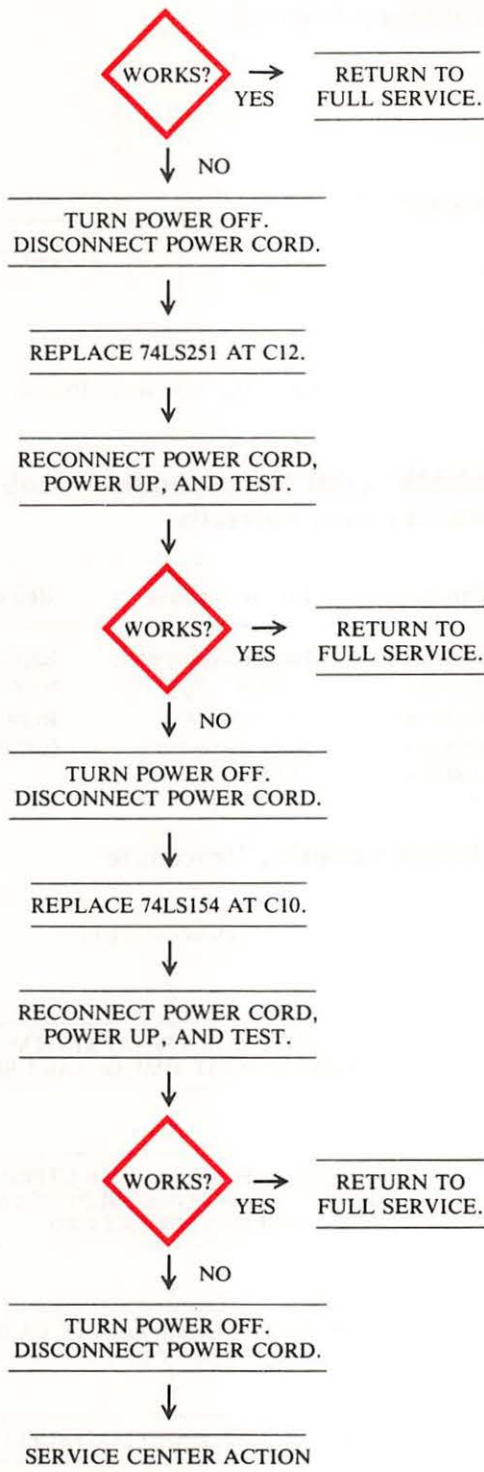 WORKS?
YES
RETURN TO
FULL SERVICE.
NO
TURN POWER OFF.
DISCONNECT POWER CORD.
REPLACE 74LS251 AT C12.
RECONNECT POWER CORD,
POWER UP, AND TEST.
WORKS?
YES
RETURN TO
FULL SERVICE.
NO
TURN POWER OFF.
DISCONNECT POWER CORD.
REPLACE 74LS154 AT C10.
RECONNECT POWER CORD,
POWER UP, AND TEST.
WORKS?
YES
RETURN TO
FULL SERVICE.
NO
TURN POWER OFF.
DISCONNECT POWER CORD.
SERVICE CENTER ACTION